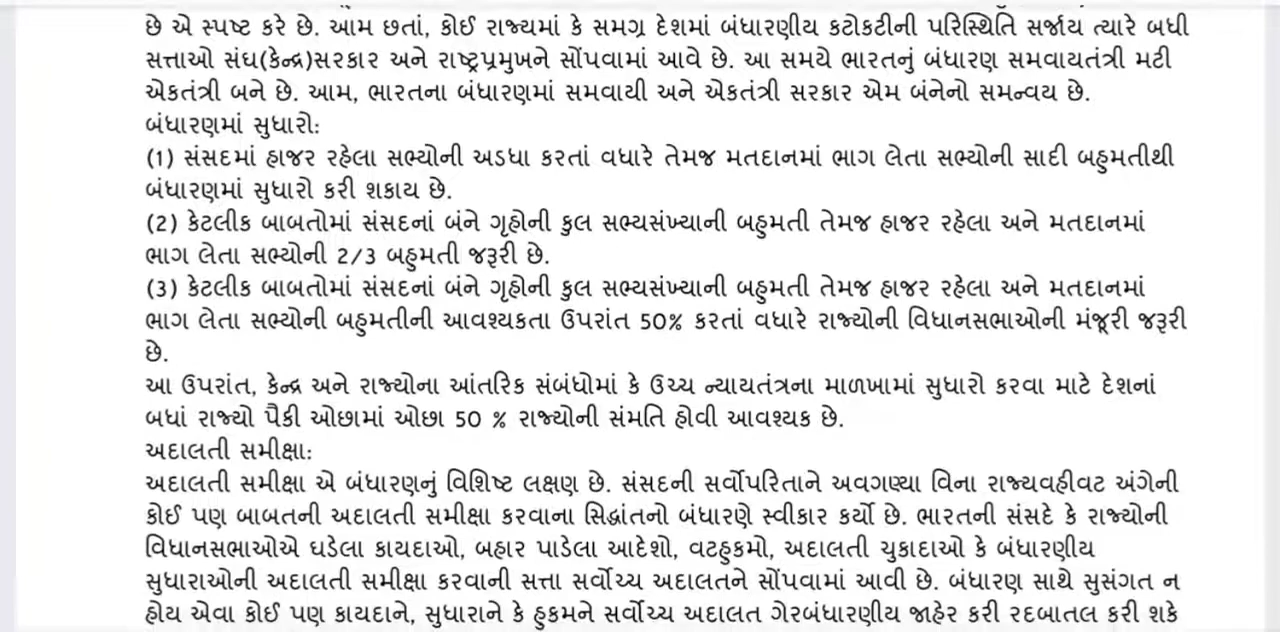 છે એ સ્પષ્ટ કરે છે. આમ છતાં, કોઈ રાજ્યમાં કે સમગ્ર દેશમાં બંધારણીય કટોકટીની પરિસ્થિતિ સર્જાય ત્યારે બધી
સત્તાઓ સંઘ(કેન્દ્ર)સરકાર અને રાષ્ટ્રપ્રમુખને સોંપવામાં આવે છે. આ સમયે ભારતનું બંધારણ સમવાયતંત્રી મટી
એકતંત્રી બને છે. આમ, ભારતના બંધારણમાં સમવાયી અને એકતંત્રી સરકાર એમ બંનેનો સમન્વય છે.
બંધારણમાં સુધારો:
(1) સંસદમાં હાજર રહેલા સભ્યોની અડધા કરતાં વધારે તેમજ મતદાનમાં ભાગ લેતા સભ્યોની સાદી બહુમતીથી
બંધારણમાં સુધારો કરી શકાય છે.
(2) કેટલીક બાબતોમાં સંસદનાં બંને ગૃહોની કુલ સભ્યસંખ્યાની બહુમતી તેમજ હાજર રહેલા અને મતદાનમાં
ભાગ લેતા સભ્યોની 2/3 બહુમતી જરૂરી છે.
(3) કેટલીક બાબતોમાં સંસદનાં બંને ગૃહોની કુલ સભ્યસંખ્યાની બહુમતી તેમજ હાજર રહેલા અને મતદાનમાં
ભાગ લેતા સભ્યોની બહુમતીની આવશ્યકતા ઉપરાંત 50% કરતાં વધારે રાજ્યોની વિધાનસભાઓની મંજૂરી જરૂરી
છે.
આ ઉપરાંત, કેન્દ્ર અને રાજ્યોના આંતરિક સંબંધોમાં કે ઉચ્ચ ન્યાયતંત્રના માળખામાં સુધારો કરવા માટે દેશનાં
બધાં રાજ્યો પૈકી ઓછામાં ઓછા 50 % રાજ્યોની સંમતિ હોવી આવશ્યક છે.
અદાલતી સમીક્ષા:
અદાલતી સમીક્ષા એ બંધારણનું વિશિષ્ટ લક્ષણ છે. સંસદની સર્વોપરિતાને અવગણ્યા વિના રાજ્યવહીવટ અંગેની
કોઈ પણ બાબતની અદાલતી સમીક્ષા કરવાના સિદ્ધાંતનો બંધારણે સ્વીકાર કર્યો છે. ભારતની સંસદે કે રાજ્યોની
વિધાનસભાઓએ ઘડેલા કાયદાઓ, બહાર પાડેલા આદેશો, વટહુકમો, અદાલતી ચુકાદાઓ કે બંધારણીય
સુધારાઓની અદાલતી સમીક્ષા કરવાની સત્તા સર્વોચ્ચ અદાલતને સોંપવામાં આવી છે. બંધારણ સાથે સુસંગત ન
હોય એવા કોઈ પણ કાયદાને, સુધારાને કે હુકમને સર્વોચ્ચ અદાલત ગેરબંધારણીય જાહેર કરી રદબાતલ કરી શકે